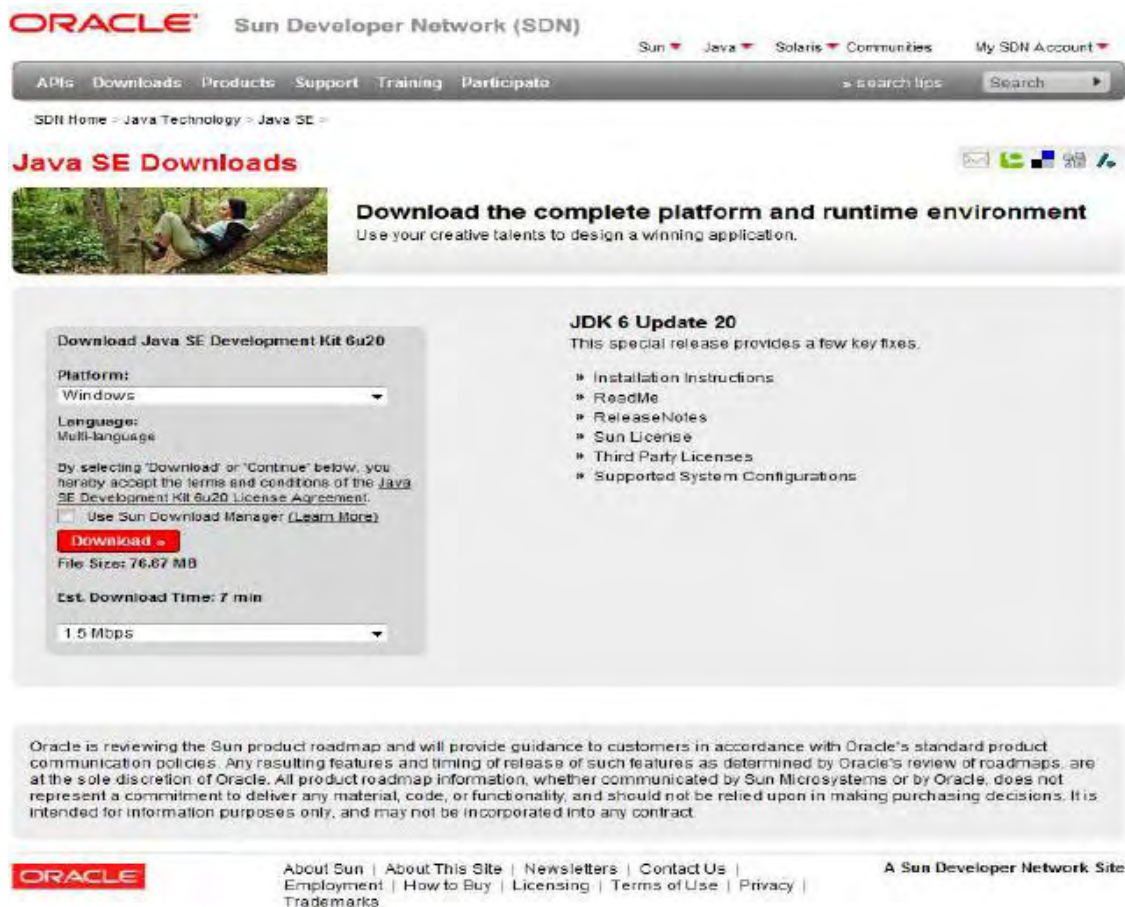 ORACLE Sun Developer Network (SDN)
Sun Java Solaris Communities My SDN Account
APIs Downloads Products Support Training Participate » search tips Search
SDN Home > Java Technology > Java SE >
Java SE Downloads
Download the complete platform and runtime environment
Use your creative talents to design a winning application.
Download Java SE Development Kit 6u20
Platform:
Windows
Language:
Multi-language
By selecting 'Download' or 'Continue' below, you
hereby accept the terms and conditions of the Java
SE Development Kit 6u20 License Agreement.
Use Sun Download Manager (Learn More)
Download »
File Size: 76.67 MB
Est. Download Time: 7 min
1.5 Mbps
JDK 6 Update 20
This special release provides a few key fixes.
» Installation Instructions
» ReadMe
» ReleaseNotes
» Sun License
» Third Party Licenses
» Supported System Configurations
Oracle is reviewing the Sun product roadmap and will provide guidance to customers in accordance with Oracle's standard product
communication policies. Any resulting features and timing of release of such features as determined by Oracle's review of roadmaps, are
at the sole discretion of Oracle. All product roadmap information, whether communicated by Sun Microsystems or by Oracle, does not
represent a commitment to deliver any material, code, or functionality, and should not be relied upon in making purchasing decisions. It is
intended for information purposes only, and may not be incorporated into any contract.
ORACLE
About Sun | About This Site | Newsletters | Contact Us |
Employment | How to Buy | Licensing | Terms of Use | Privacy |
Trademarks
A Sun Developer Network Site